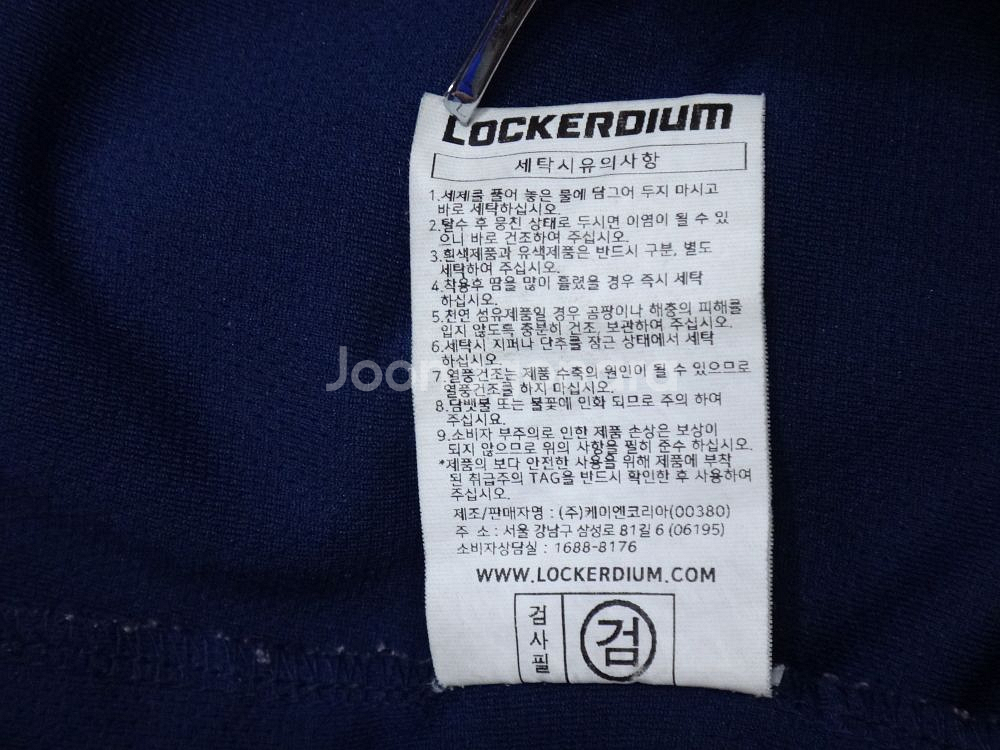 LOCKERDIUM
세탁시유의사항
1.세제를 풀어 놓은 물에 담그어 두지 마시고
바로 세탁하십시오.
2.탈수 후 뭉친 상태로 두시면 이염이 될 수 있
으니 바로 건조하여 주십시오.
3.흰색제품과 유색제품은 반드시 구분, 별도
세탁하여 주십시오.
4.착용후 땀을 많이 흘렸을 경우 즉시 세탁
하십시오.
5.천연 섬유제품일 경우 곰팡이나 해충의 피해를
입지 않도록 충분히 건조, 보관하여 주십시오.
6.세탁시 지퍼나 단추를 잠근 상태에서 세탁
하십시오.
7.열풍건조는 제품 수축의 원인이 될 수 있으므로
열풍건조를 하지 마십시오.
8.담뱃불 또는 불꽃에 인화 되므로 주의 하여
주십시요.
9.소비자 부주의로 인한 제품 손상은 보상이
되지 않으므로 위의 사항을 필히 준수 하십시오.
*제품의 보다 안전한 사용을 위해 제품에 부착
된 취급주의 TAG을 반드시 확인한 후 사용하여
주십시오.
제조/판매자명 : (주)케이엔코리아(00380)
주 소 : 서울 강남구 삼성로 81길 6 (06195)
소비자상담실 : 1688-8176
WWW.LOCKERDIUM.COM
검사필
검